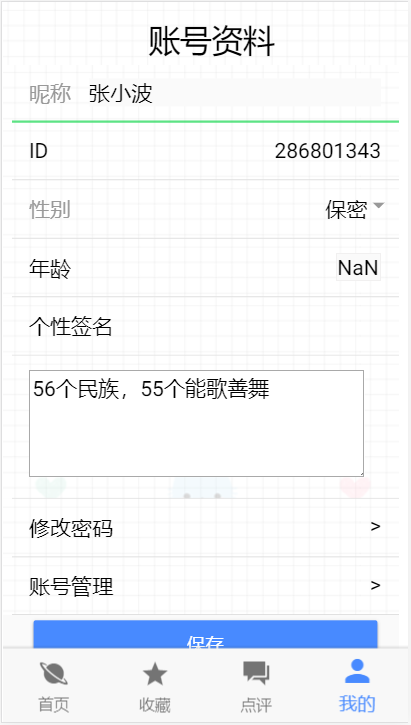 账号资料
昵称 张小波
ID 286801343
性别 保密
年龄 NaN
个性签名
56个民族，55个能歌善舞
修改密码 >
账号管理 >
保存
首页 收藏 点评 我的